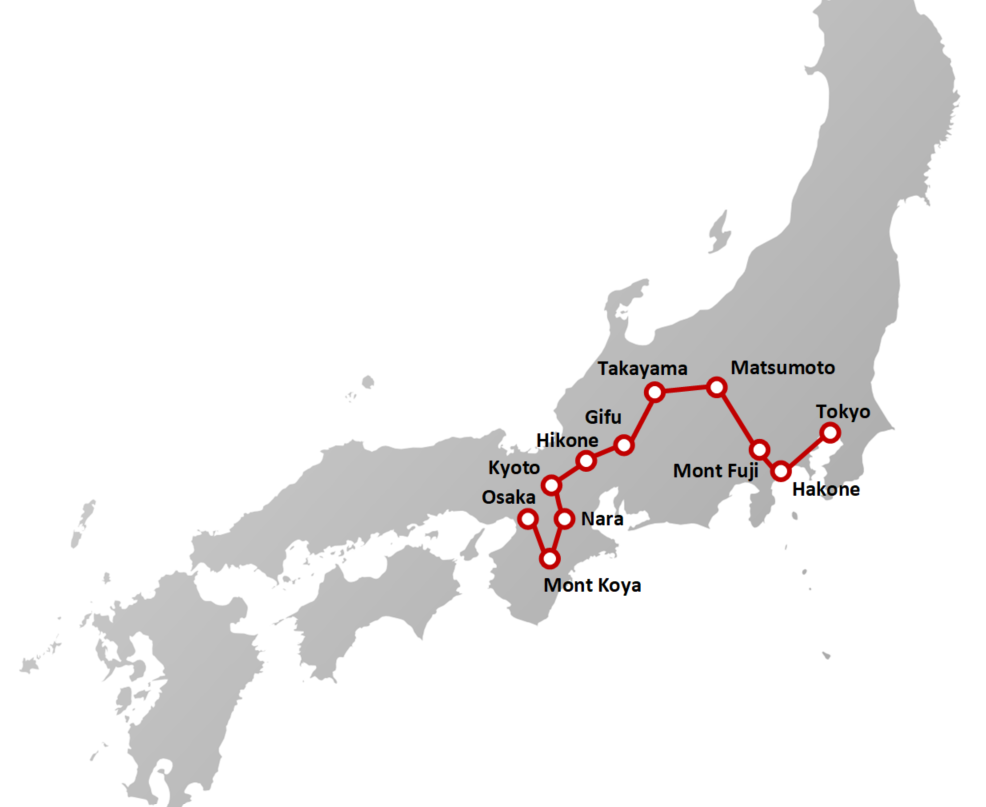 Takayama
Matsumoto
Gifu
Tokyo
Hikone
Kyoto
Mont Fuji
Hakone
Osaka
Nara
Mont Koya